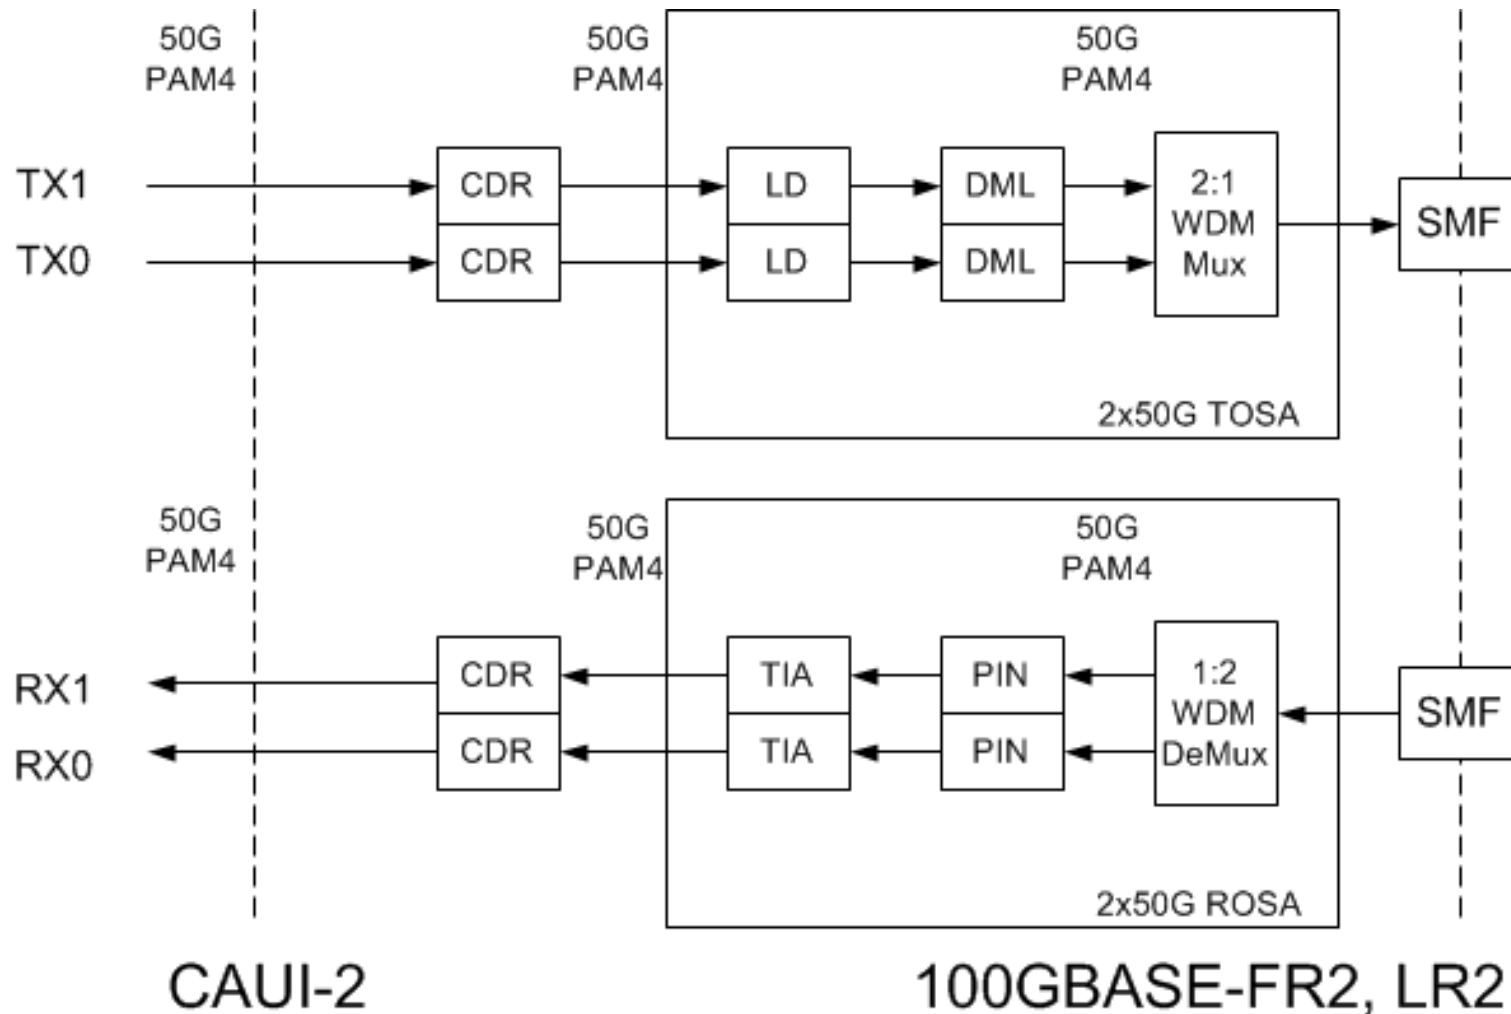 50G
PAM4
50G
PAM4
50G
PAM4
TX1
CDR
LD
DML
2:1
WDM
Mux
SMF
TX0
CDR
LD
DML
2x50G TOSA
50G
PAM4
50G
PAM4
50G
PAM4
RX1
CDR
TIA
PIN
1:2
WDM
DeMux
SMF
RX0
CDR
TIA
PIN
2x50G ROSA
CAUI-2
100GBASE-FR2, LR2